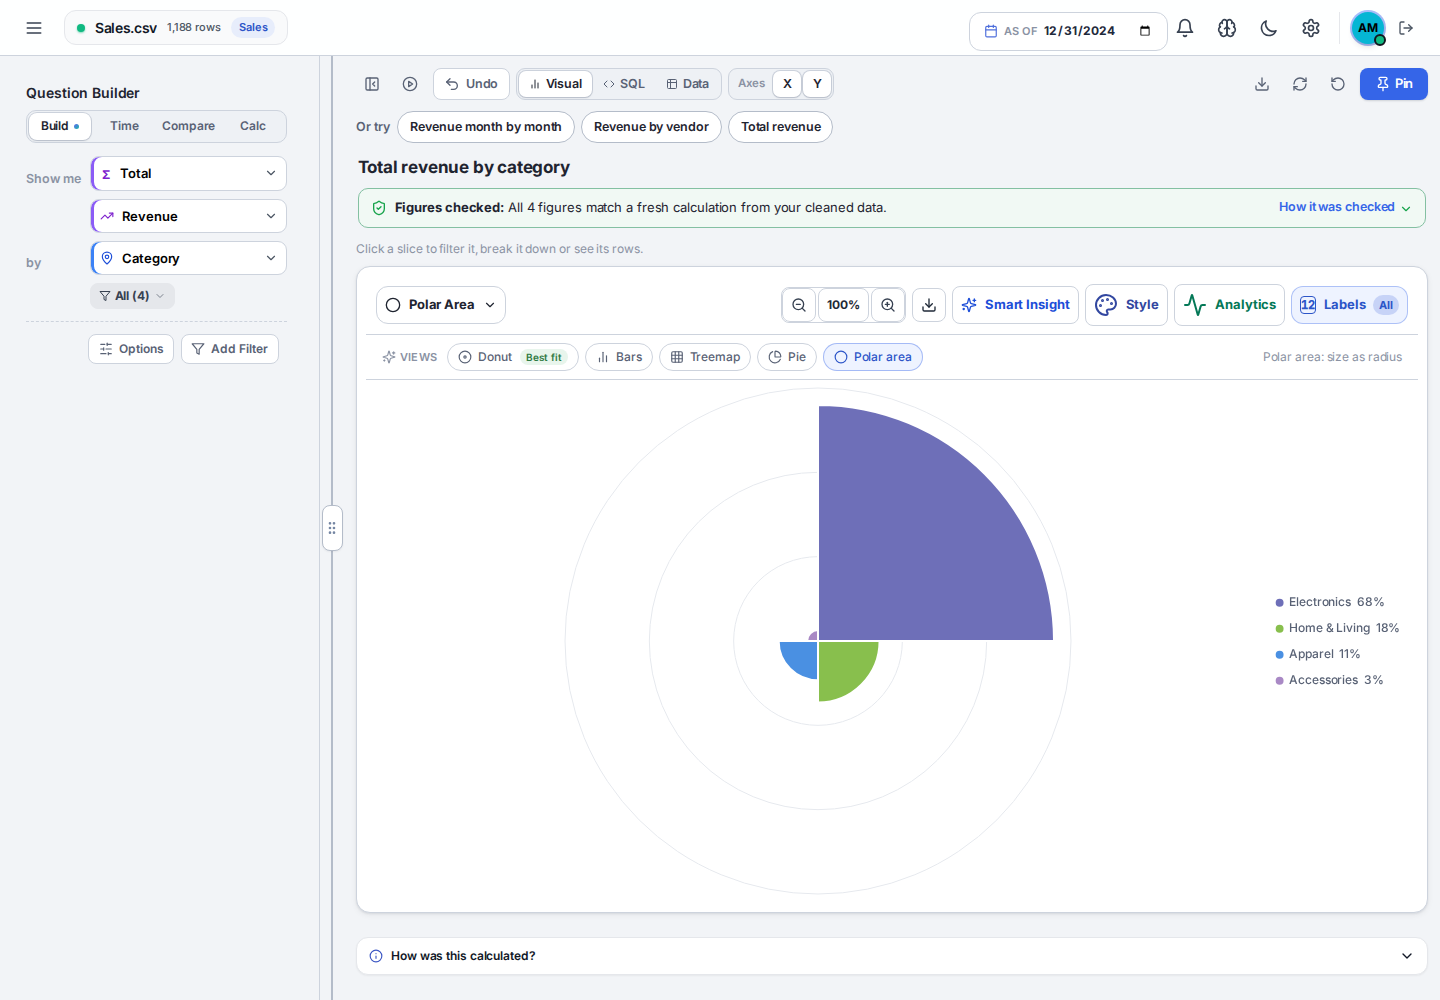 Sales.csv 1,188 rows Sales
AS OF 12/31/2024
AM
Question Builder
Build Time Compare Calc
Show me Total
Revenue
by Category
All (4)
Options Add Filter
Undo Visual SQL Data Axes X Y
Pin
Or try Revenue month by month Revenue by vendor Total revenue
Total revenue by category
Figures checked: All 4 figures match a fresh calculation from your cleaned data.
How it was checked
Click a slice to filter it, break it down or see its rows.
Polar Area
100% Smart Insight Style Analytics 12 Labels All
VIEWS Donut Best fit Bars Treemap Pie Polar area
Polar area: size as radius
Electronics 68%
Home & Living 18%
Apparel 11%
Accessories 3%
How was this calculated?